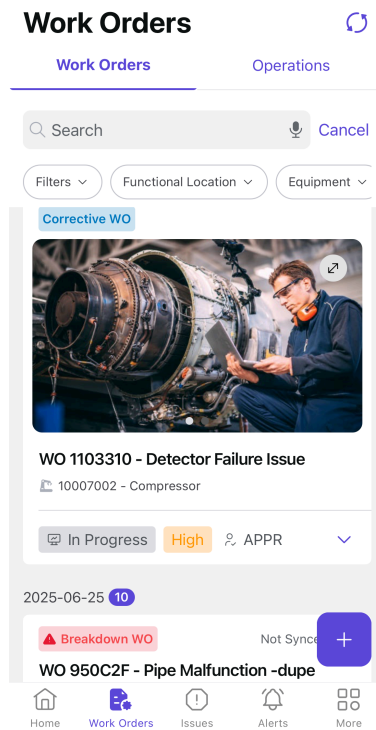 Work Orders
Work Orders Operations
Search Cancel
Filters Functional Location Equipment
Corrective WO
WO 1103310 - Detector Failure Issue
10007002 - Compressor
In Progress High APPR
2025-06-25 10
Breakdown WO Not Synce
WO 950C2F - Pipe Malfunction -dupe
Home Work Orders Issues Alerts More